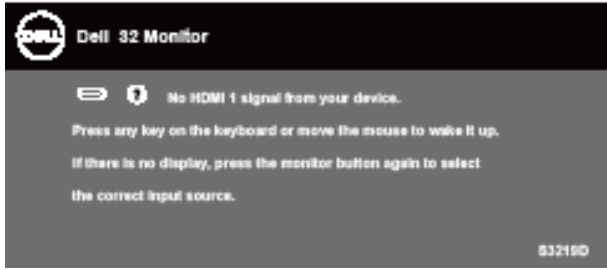 DELL
Dell 32 Monitor
No HDMI 1 signal from your device.
Press any key on the keyboard or move the mouse to wake it up.
If there is no display, press the monitor button again to select
the correct input source.
S3219D